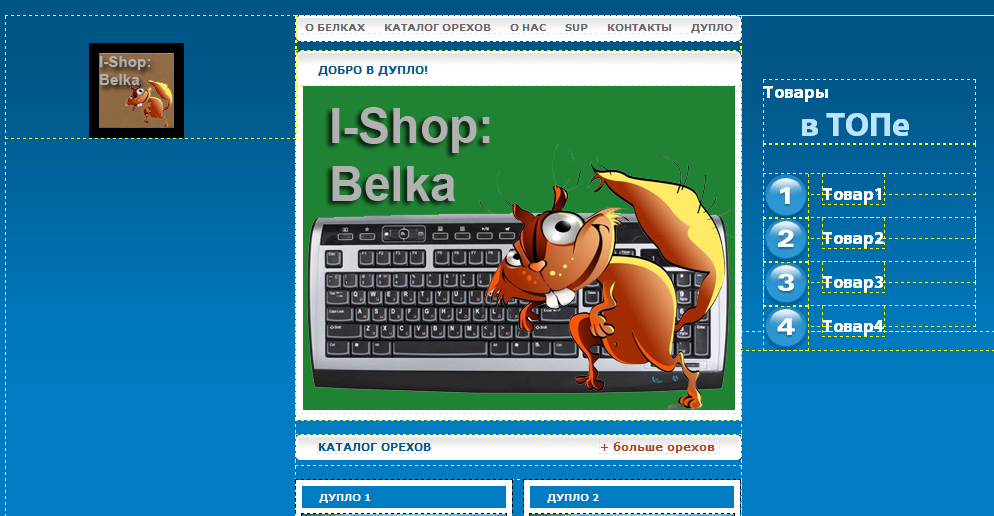 О БЕЛКАХ КАТАЛОГ ОРЕХОВ О НАС SUP КОНТАКТЫ ДУПЛО
I-Shop:
Belka
ДОБРО В ДУПЛО!
I-Shop:
Belka
Товары
в ТОПе
1 Товар1
2 Товар2
3 Товар3
4 Товар4
КАТАЛОГ ОРЕХОВ + больше орехов
ДУПЛО 1 ДУПЛО 2